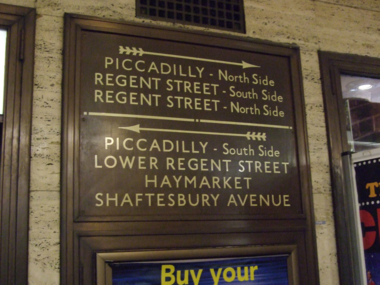 PICCADILLY - North Side
REGENT STREET - South Side
REGENT STREET - North Side
PICCADILLY - South Side
LOWER REGENT STREET
HAYMARKET
SHAFTESBURY AVENUE
Buy your